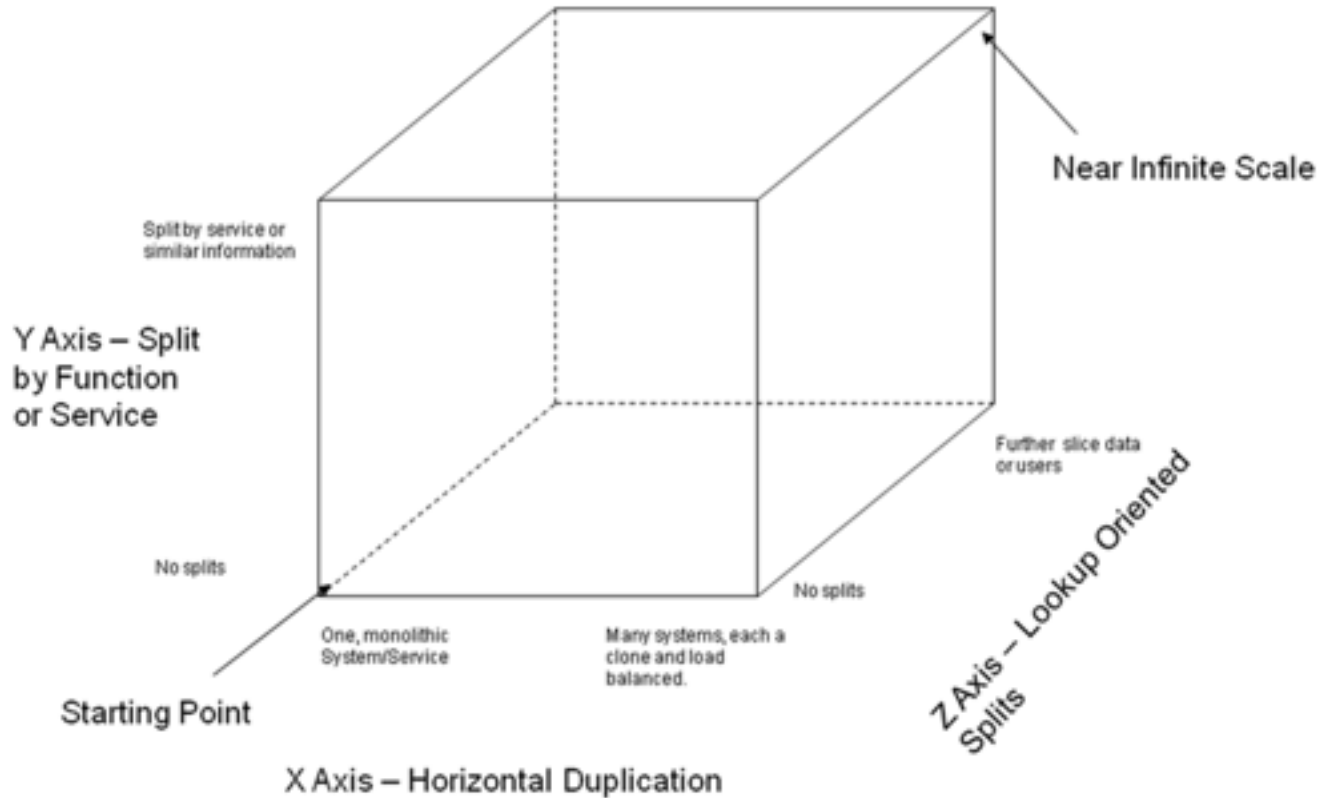 Near Infinite Scale
Split by service or
similar information
Y Axis – Split
by Function
or Service
Further slice data
or users
No splits
No splits
One, monolithic
System/Service
Many systems, each a
clone and load
balanced.
Z Axis – Lookup Oriented
Splits
Starting Point
X Axis – Horizontal Duplication